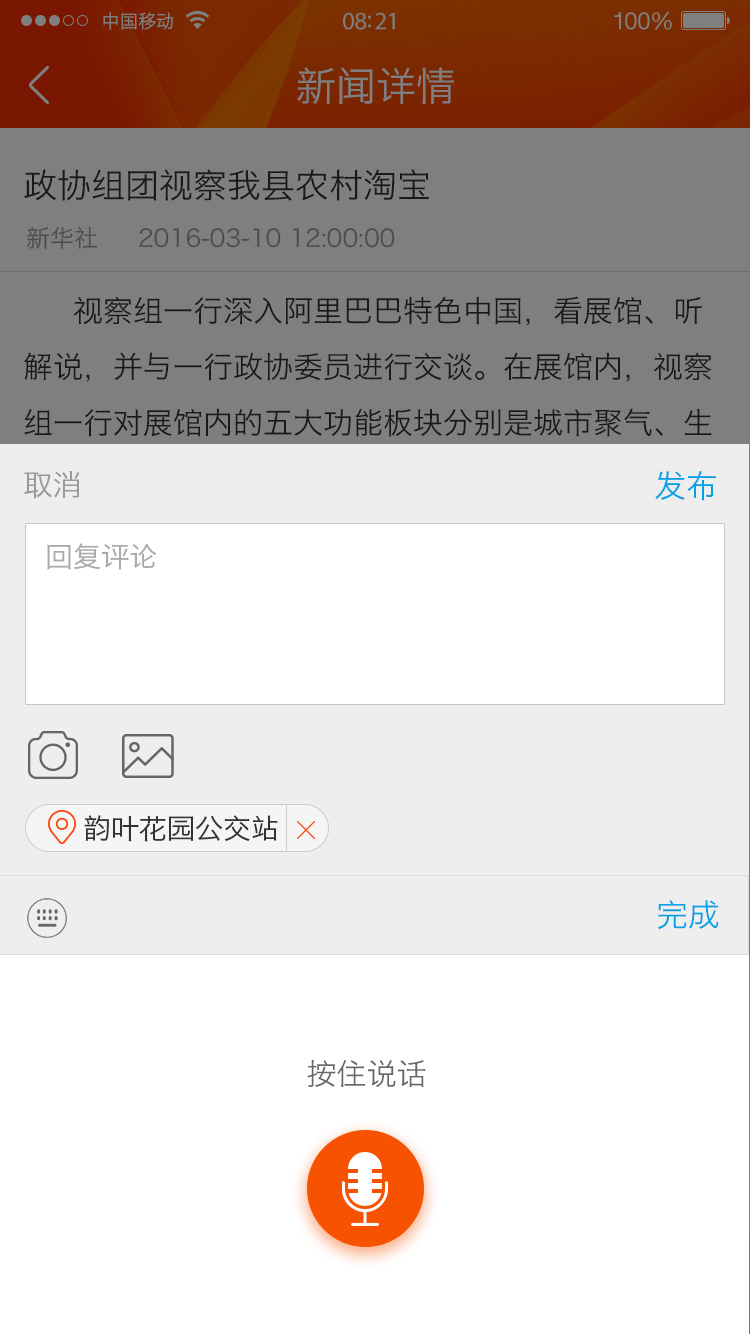 中国移动 08:21 100%
新闻详情
政协组团视察我县农村淘宝
新华社 2016-03-10 12:00:00
视察组一行深入阿里巴巴特色中国，看展馆、听
解说，并与一行政协委员进行交谈。在展馆内，视察
组一行对展馆内的五大功能板块分别是城市聚气、生
取消 发布
回复评论
韵叶花园公交站
完成
按住说话